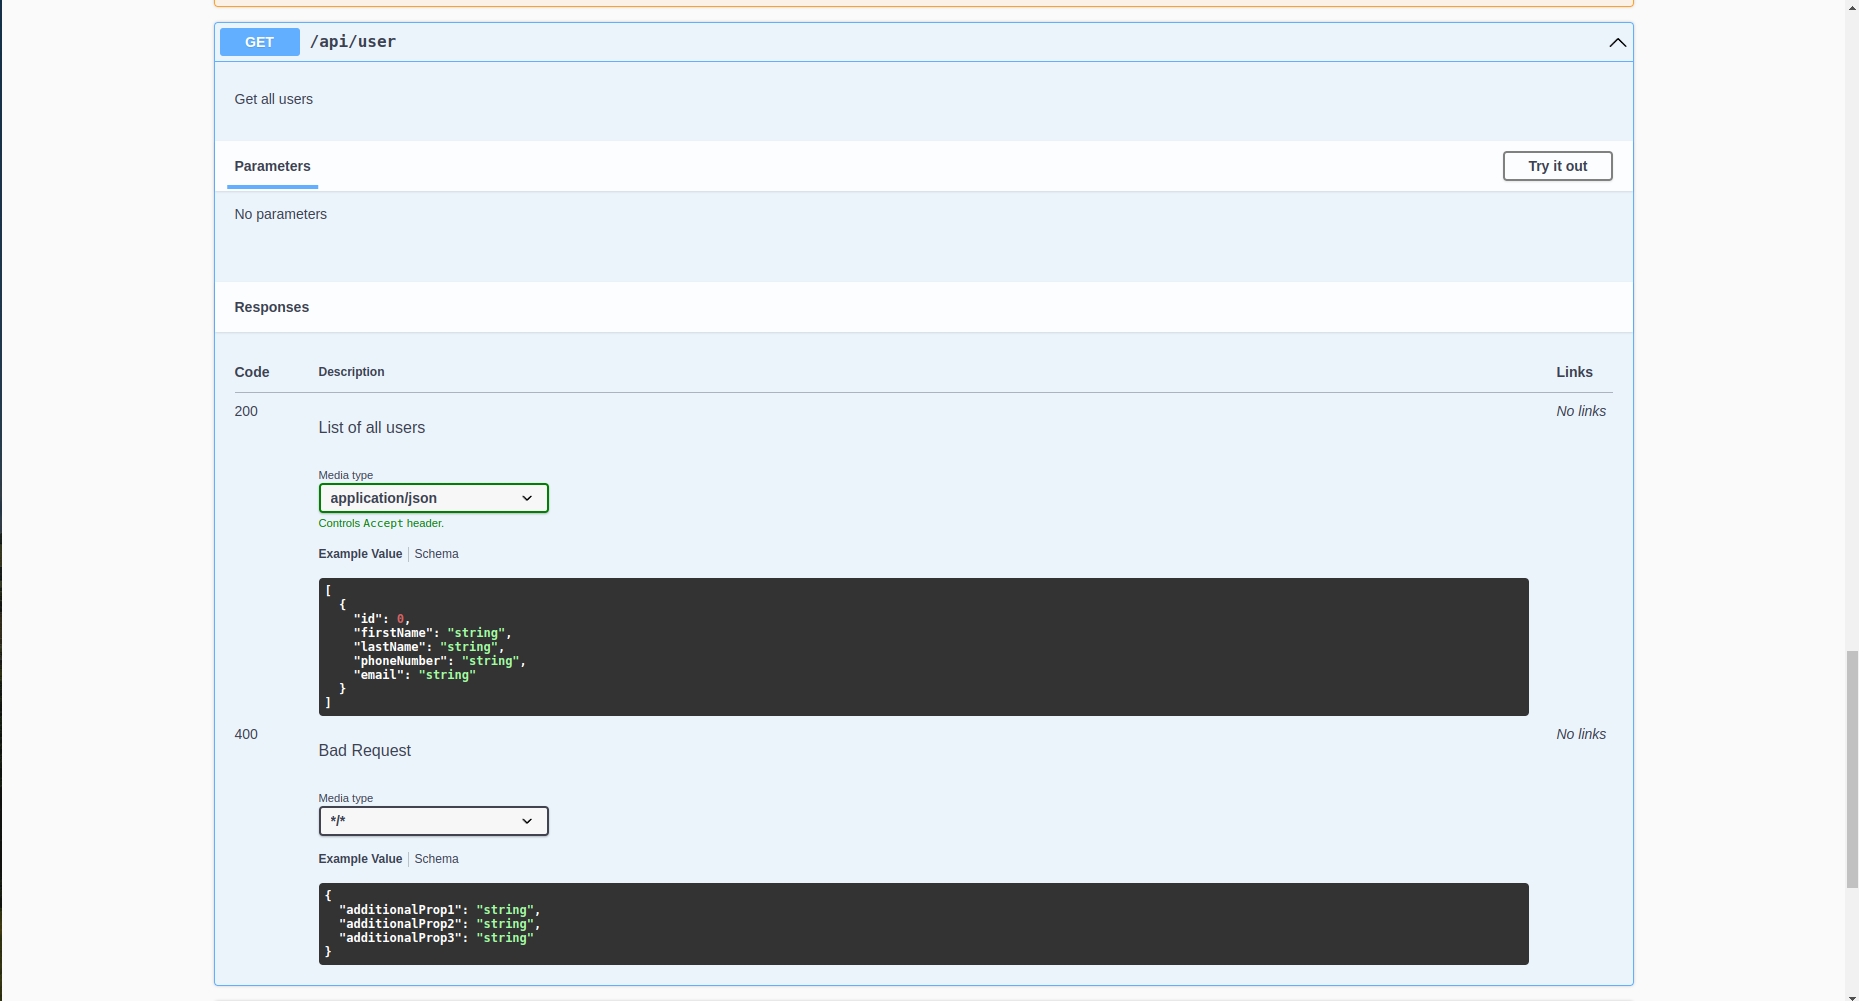 GET /api/user
Get all users
Parameters Try it out
No parameters
Responses
Code Description Links
200 No links
List of all users
Media type
application/json
Controls Accept header.
Example Value Schema
[
  {
    "id": 0,
    "firstName": "string",
    "lastName": "string",
    "phoneNumber": "string",
    "email": "string"
  }
]
400 No links
Bad Request
Media type
*/*
Example Value Schema
{
  "additionalProp1": "string",
  "additionalProp2": "string",
  "additionalProp3": "string"
}